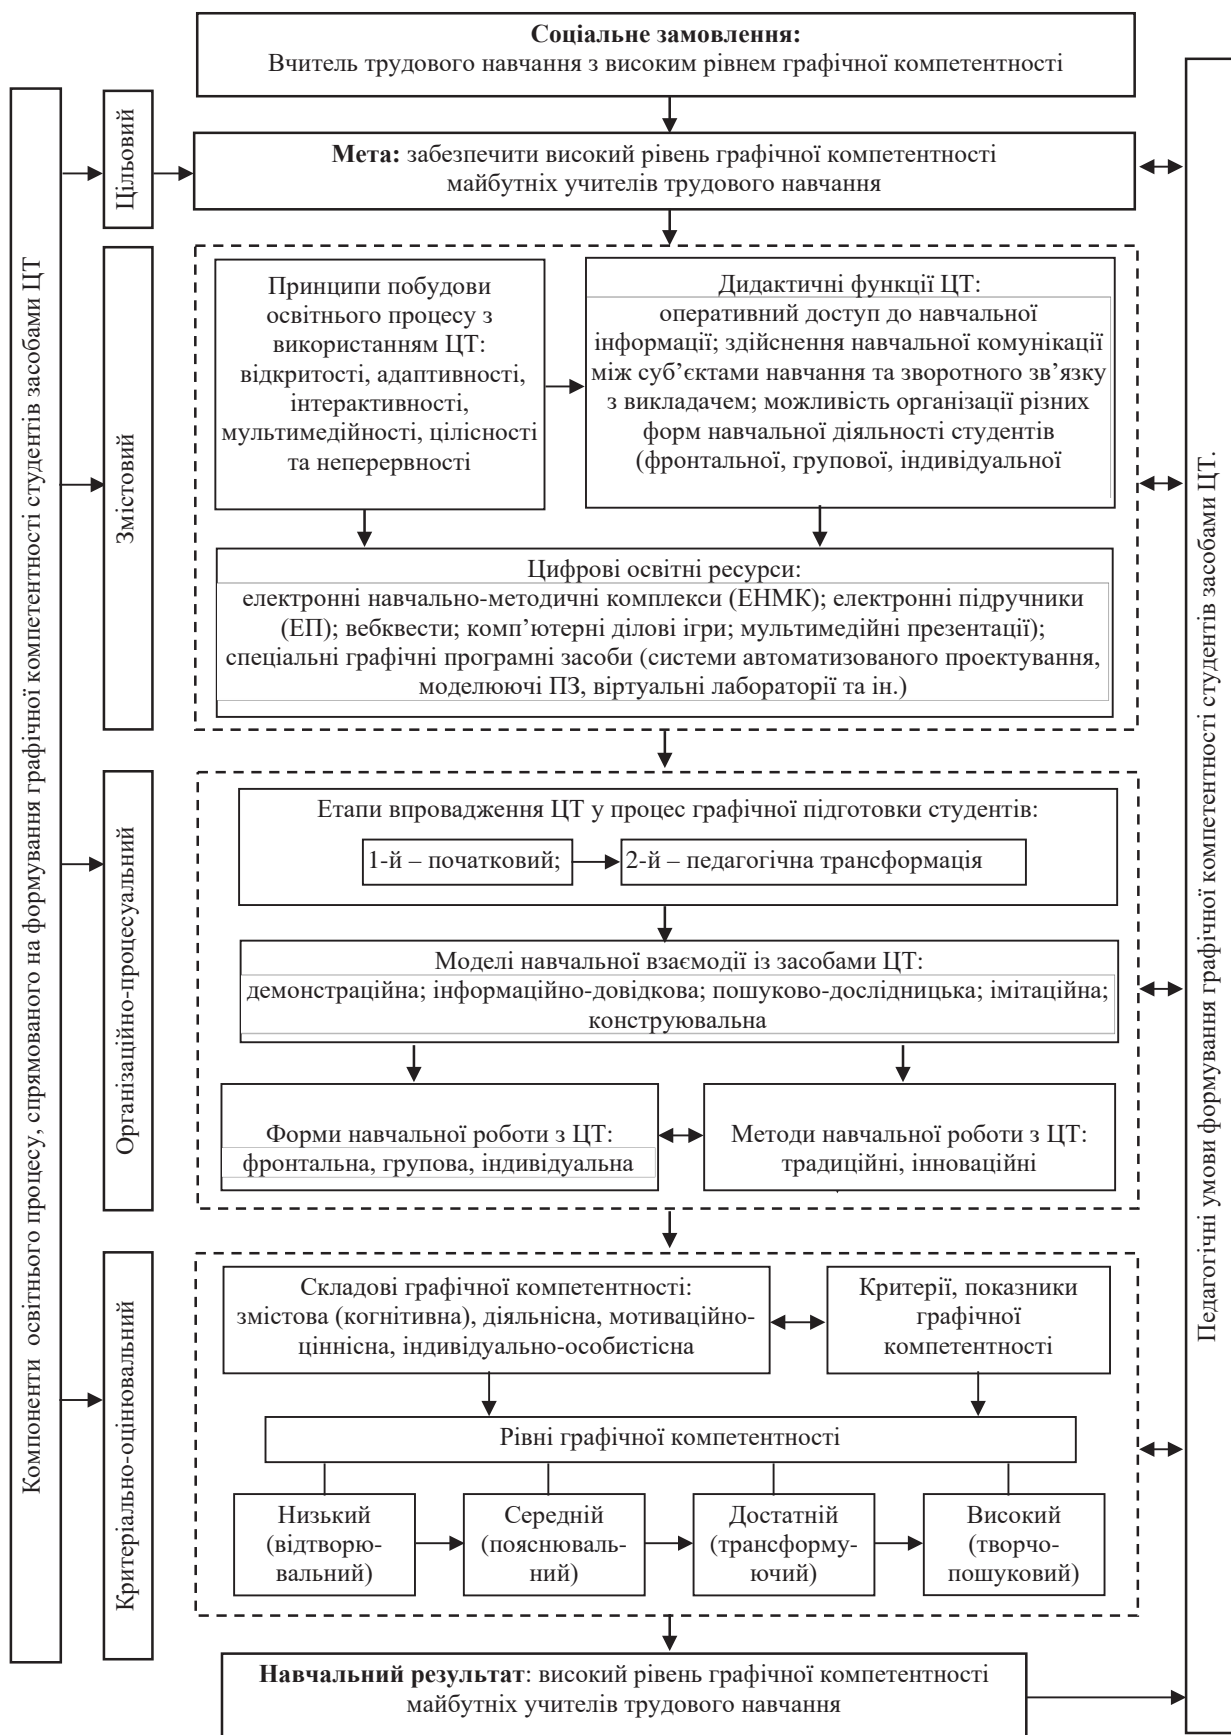 Соціальне замовлення:
Вчитель трудового навчання з високим рівнем графічної компетентності
Компоненти освітнього процесу, спрямованого на формування графічної компетентності студентів засобами ЦТ
Цільовий
Мета: забезпечити високий рівень графічної компетентності
майбутніх учителів трудового навчання
Змістовий
Принципи побудови
освітнього процесу з
використанням ЦТ:
відкритості, адаптивності,
інтерактивності,
мультимедійності, цілісності
та неперервності
Дидактичні функції ЦТ:
оперативний доступ до навчальної
інформації; здійснення навчальної комунікації
між суб’єктами навчання та зворотного зв’язку
з викладачем; можливість організації різних
форм навчальної діяльності студентів
(фронтальної, групової, індивідуальної
Цифрові освітні ресурси:
електронні навчально-методичні комплекси (ЕНМК); електронні підручники
(ЕП); вебквести; комп’ютерні ділові ігри; мультимедійні презентації);
спеціальні графічні програмні засоби (системи автоматизованого проектування,
моделюючі ПЗ, віртуальні лабораторії та ін.)
Організаційно-процесуальний
Етапи впровадження ЦТ у процес графічної підготовки студентів:
1-й – початковий;
2-й – педагогічна трансформація
Моделі навчальної взаємодії із засобами ЦТ:
демонстраційна; інформаційно-довідкова; пошуково-дослідницька; імітаційна;
конструювальна
Форми навчальної роботи з ЦТ:
фронтальна, групова, індивідуальна
Методи навчальної роботи з ЦТ:
традиційні, інноваційні
Критеріально-оцінювальний
Складові графічної компетентності:
змістова (когнітивна), діяльнісна, мотиваційно-
ціннісна, індивідуально-особистісна
Критерії, показники
графічної
компетентності
Рівні графічної компетентності
Низький
(відтворю-
вальний)
Середній
(пояснюваль-
ний)
Достатній
(трансформу-
ючий)
Високий
(творчо-
пошуковий)
Навчальний результат: високий рівень графічної компетентності
майбутніх учителів трудового навчання
Педагогічні умови формування графічної компетентності студентів засобами ЦТ.